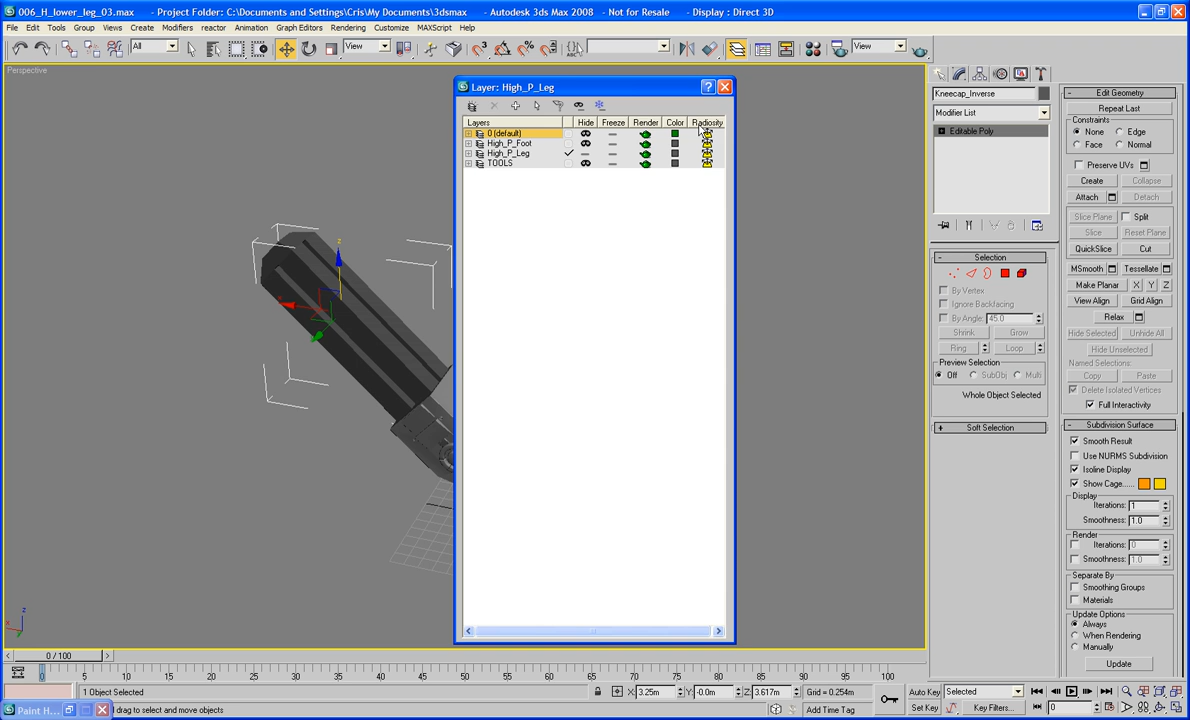 006_H_lower_leg_03.max - Project Folder: C:\Documents and Settings\Cris\My Documents\3dsmax - Autodesk 3ds Max 2008 - Not for Resale - Display : Direct 3D
File Edit Tools Group Views Create Modifiers reactor Animation Graph Editors Rendering Customize MAXScript Help
All View View
Perspective
Layer: High_P_Leg
Layers Hide Freeze Render Color Radiosity
0 (default)
High_P_Foot
High_P_Leg
TOOLS
Kneecap_Inverse
Modifier List
Editable Poly
Selection
By Vertex
Ignore Backfacing
By Angle: 45.0
Shrink Grow
Ring Loop
Preview Selection
Off SubObj Multi
Whole Object Selected
Soft Selection
Edit Geometry
Repeat Last
Constraints
None Edge
Face Normal
Preserve UVs
Create Collapse
Attach Detach
Slice Plane Split
Slice Reset Plane
QuickSlice Cut
MSmooth Tessellate
Make Planar X Y Z
View Align Grid Align
Relax
Hide Selected Unhide All
Hide Unselected
Named Selections:
Copy Paste
Delete Isolated Vertices
Full Interactivity
Subdivision Surface
Smooth Result
Use NURMS Subdivision
Isoline Display
Show Cage......
Display
Iterations: 1
Smoothness: 1.0
Render
Iterations: 0
Smoothness: 1.0
Separate By
Smoothing Groups
Materials
Update Options
Always
When Rendering
Manually
Update
z
x
y
z
0 / 100
0 5 10 15 20 25 30 35 40 45 50 55 60 65 70 75 80 85 90 95 100
1 Object Selected X: 3.25m Y: -0.0m Z: 3.617m Grid = 0.254m Auto Key Selected
Paint H... drag to select and move objects Add Time Tag Set Key Key Filters... 0